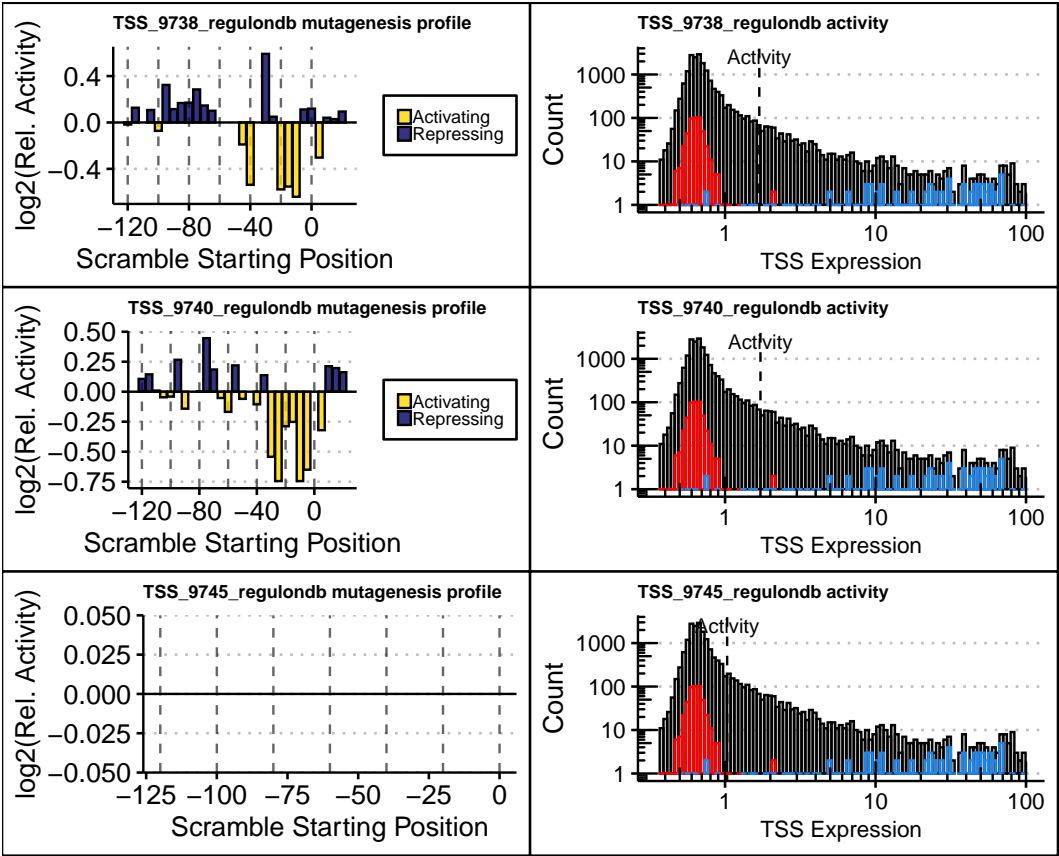 TSS_9738_regulondb mutagenesis profile
log2(Rel. Activity)
0.4
0.0
−0.4
−120
−80
−40
0
Scramble Starting Position
Activating
Repressing
TSS_9738_regulondb activity
Activity
Count
1000
100
10
1
1
10
100
TSS Expression
TSS_9740_regulondb mutagenesis profile
log2(Rel. Activity)
0.50
0.25
0.00
−0.25
−0.50
−0.75
−120
−80
−40
0
Scramble Starting Position
Activating
Repressing
TSS_9740_regulondb activity
Activity
Count
1000
100
10
1
1
10
100
TSS Expression
TSS_9745_regulondb mutagenesis profile
log2(Rel. Activity)
0.050
0.025
0.000
−0.025
−0.050
−125
−100
−75
−50
−25
0
Scramble Starting Position
TSS_9745_regulondb activity
Activity
Count
1000
100
10
1
1
10
100
TSS Expression